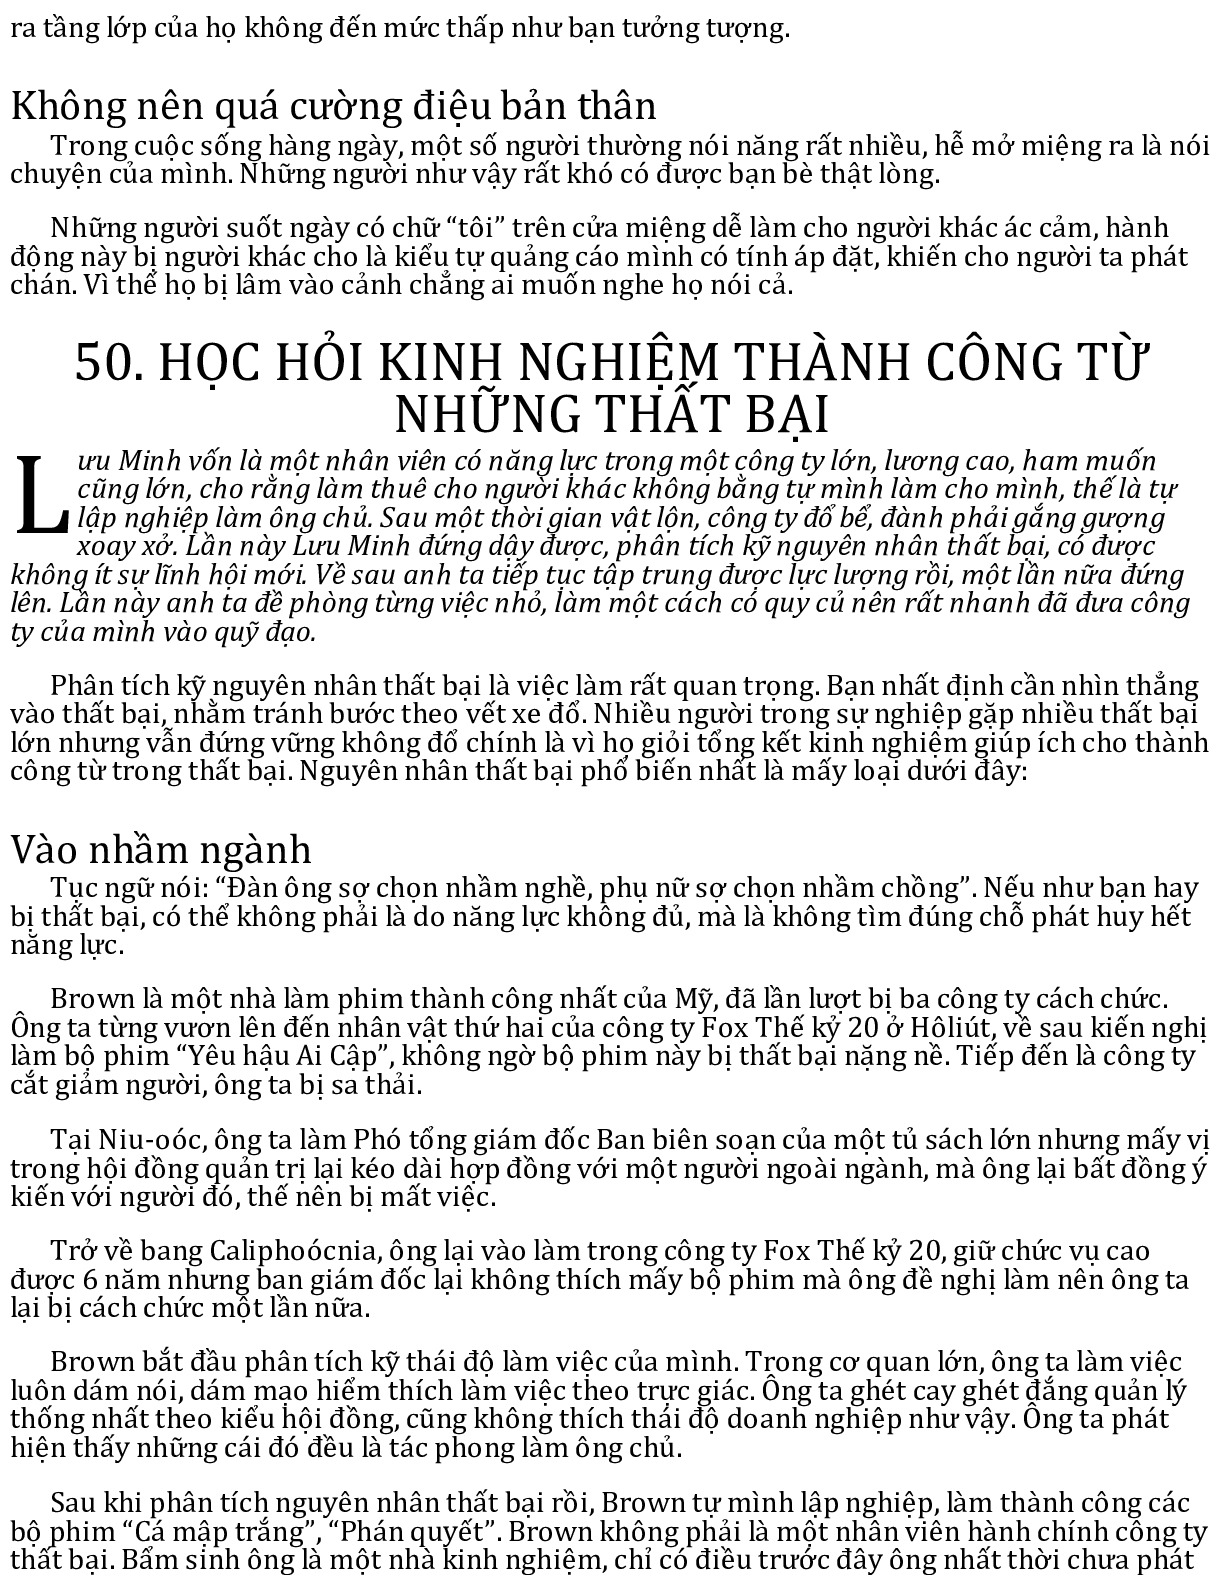 ra tầng lớp của họ không đến mức thấp như bạn tưởng tượng.
Không nên quá cường điệu bản thân
Trong cuộc sống hàng ngày, một số người thường nói năng rất nhiều, hễ mở miệng ra là nói
chuyện của mình. Những người như vậy rất khó có được bạn bè thật lòng.
Những người suốt ngày có chữ “tôi” trên cửa miệng dễ làm cho người khác ác cảm, hành
động này bị người khác cho là kiểu tự quảng cáo mình có tính áp đặt, khiến cho người ta phát
chán. Vì thế họ bị lâm vào cảnh chẳng ai muốn nghe họ nói cả.
50. HỌC HỎI KINH NGHIỆM THÀNH CÔNG TỪ
NHỮNG THẤT BẠI
Lưu Minh vốn là một nhân viên có năng lực trong một công ty lớn, lương cao, ham muốn
cũng lớn, cho rằng làm thuê cho người khác không bằng tự mình làm cho mình, thế là tự
lập nghiệp làm ông chủ. Sau một thời gian vật lộn, công ty đổ bể, đành phải gắng gượng
xoay xở. Lần này Lưu Minh đứng dậy được, phân tích kỹ nguyên nhân thất bại, có được
không ít sự lĩnh hội mới. Về sau anh ta tiếp tục tập trung được lực lượng rồi, một lần nữa đứng
lên. Lần này anh ta đề phòng từng việc nhỏ, làm một cách có quy củ nên rất nhanh đã đưa công
ty của mình vào quỹ đạo.
Phân tích kỹ nguyên nhân thất bại là việc làm rất quan trọng. Bạn nhất định cần nhìn thẳng
vào thất bại, nhằm tránh bước theo vết xe đổ. Nhiều người trong sự nghiệp gặp nhiều thất bại
lớn nhưng vẫn đứng vững không đổ chính là vì họ giỏi tổng kết kinh nghiệm giúp ích cho thành
công từ trong thất bại. Nguyên nhân thất bại phổ biến nhất là mấy loại dưới đây:
Vào nhầm ngành
Tục ngữ nói: “Đàn ông sợ chọn nhầm nghề, phụ nữ sợ chọn nhầm chồng”. Nếu như bạn hay
bị thất bại, có thể không phải là do năng lực không đủ, mà là không tìm đúng chỗ phát huy hết
năng lực.
Brown là một nhà làm phim thành công nhất của Mỹ, đã lần lượt bị ba công ty cách chức.
Ông ta từng vươn lên đến nhân vật thứ hai của công ty Fox Thế kỷ 20 ở Hôliút, về sau kiến nghị
làm bộ phim “Yêu hậu Ai Cập”, không ngờ bộ phim này bị thất bại nặng nề. Tiếp đến là công ty
cắt giảm người, ông ta bị sa thải.
Tại Niu-oóc, ông ta làm Phó tổng giám đốc Ban biên soạn của một tủ sách lớn nhưng mấy vị
trong hội đồng quản trị lại kéo dài hợp đồng với một người ngoài ngành, mà ông lại bất đồng ý
kiến với người đó, thế nên bị mất việc.
Trở về bang Caliphoócnia, ông lại vào làm trong công ty Fox Thế kỷ 20, giữ chức vụ cao
được 6 năm nhưng ban giám đốc lại không thích mấy bộ phim mà ông đề nghị làm nên ông ta
lại bị cách chức một lần nữa.
Brown bắt đầu phân tích kỹ thái độ làm việc của mình. Trong cơ quan lớn, ông ta làm việc
luôn dám nói, dám mạo hiểm thích làm việc theo trực giác. Ông ta ghét cay ghét đắng quản lý
thống nhất theo kiểu hội đồng, cũng không thích thái độ doanh nghiệp như vậy. Ông ta phát
hiện thấy những cái đó đều là tác phong làm ông chủ.
Sau khi phân tích nguyên nhân thất bại rồi, Brown tự mình lập nghiệp, làm thành công các
bộ phim “Cá mập trắng”, “Phán quyết”. Brown không phải là một nhân viên hành chính công ty
thất bại. Bẩm sinh ông là một nhà kinh nghiệm, chỉ có điều trước đây ông nhất thời chưa phát